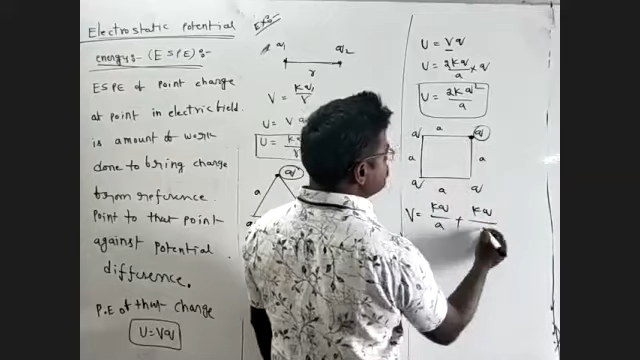 Electrostatic Potential
energy:- (ESPE) :-
ESPE of Point charge
at point in electric field
is amount of work
done to bring charge
from reference
Point to that point
against potential
difference.
P.E of that charge
U = Vq
Exs-
q1 q2
r
V = Kq1/r
U = V q
U =
q
a
U = Vq
U = 2Kq/a × q
U = 2Kq²/a
q a q
a a
q a q
V = Kq/a + Kq